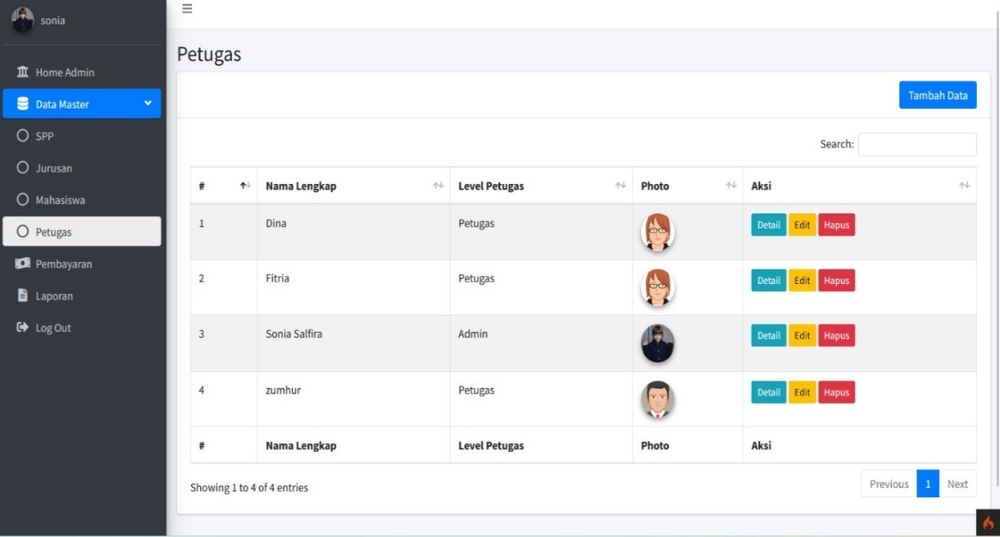 sonia
Home Admin
Data Master
SPP
Jurusan
Mahasiswa
Petugas
Pembayaran
Laporan
Log Out
Petugas
Tambah Data
Search:
# Nama Lengkap Level Petugas Photo Aksi
1 Dina Petugas Detail Edit Hapus
2 Fitria Petugas Detail Edit Hapus
3 Sonia Salfira Admin Detail Edit Hapus
4 zumhur Petugas Detail Edit Hapus
# Nama Lengkap Level Petugas Photo Aksi
Showing 1 to 4 of 4 entries Previous 1 Next